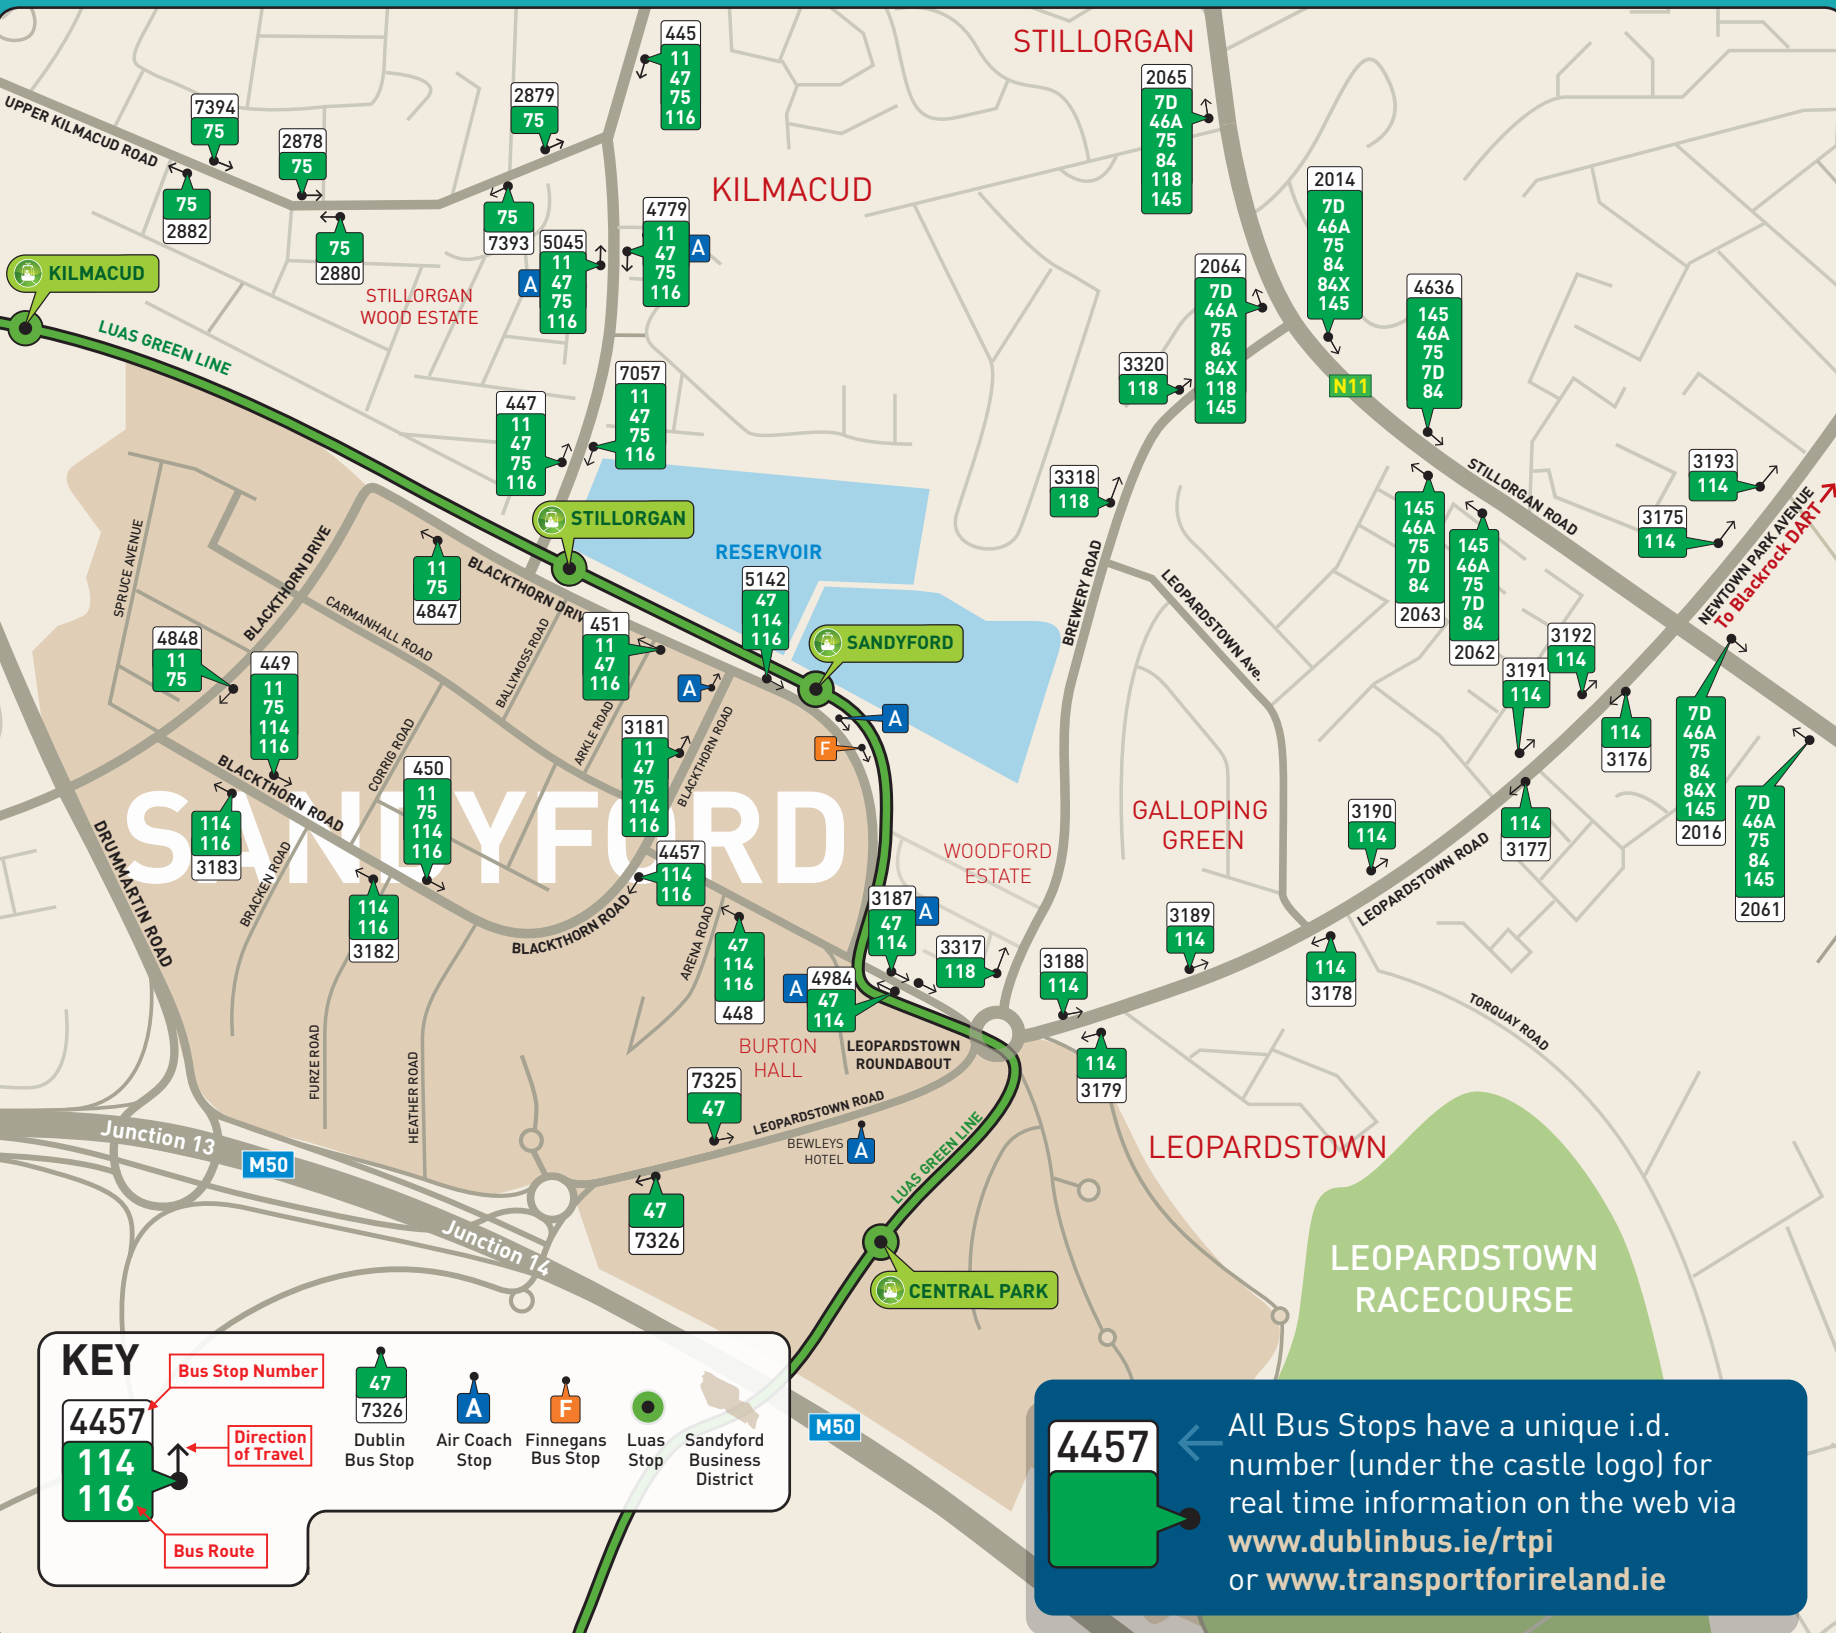 STILLORGAN
445
11
47
75
116
2065
7D
46A
75
84
118
145
UPPER KILMACUD ROAD
7394
75
2878
75
2879
75
75
2882
75
2880
75
7393
KILMACUD
5045
11
47
75
116
A
4779
11
47
75
116
A
2014
7D
46A
75
84
84X
145
2064
7D
46A
75
84
84X
118
145
4636
145
46A
75
7D
84
KILMACUD
STILLORGAN
WOOD ESTATE
LUAS GREEN LINE
3320
118
N11
447
11
47
75
116
7057
11
47
75
116
3318
118
STILLORGAN ROAD
3193
114
3175
114
NEWTOWN PARK AVENUE
To Blackrock DART
145
46A
75
7D
84
2063
145
46A
75
7D
84
2062
STILLORGAN
RESERVOIR
SPRUCE AVENUE
BLACKTHORN DRIVE
11
75
4847
BLACKTHORN DRIV
CARMANHALL ROAD
BALLYMOSS ROAD
451
11
47
116
5142
47
114
116
SANDYFORD
BREWERY ROAD
LEOPARDSTOWN Ave.
3192
114
3191
114
114
3176
7D
46A
75
84
84X
145
2016
7D
46A
75
84
145
2061
4848
11
75
449
11
75
114
116
A
A
F
3181
11
47
75
114
116
BLACKTHORN ROAD
ARKLE ROAD
CORRIG ROAD
BLACKTHORN ROAD
SANDYFORD
450
11
75
114
116
114
116
3183
DRUMMARTIN ROAD
BRACKEN ROAD
114
116
3182
4457
114
116
BLACKTHORN ROAD
ARENA ROAD
47
114
116
448
WOODFORD
ESTATE
GALLOPING
GREEN
3190
114
114
3177
LEOPARDSTOWN ROAD
3187
47
114
A
3317
118
3189
114
3188
114
114
3178
A
4984
47
114
114
3179
TORQUAY ROAD
FURZE ROAD
HEATHER ROAD
BURTON
HALL
LEOPARDSTOWN
ROUNDABOUT
7325
47
LEOPARDSTOWN ROAD
BEWLEYS
HOTEL
A
47
7326
LUAS GREEN LINE
LEOPARDSTOWN
Junction 13
M50
Junction 14
CENTRAL PARK
LEOPARDSTOWN
RACECOURSE
KEY
Bus Stop Number
4457
114
116
Direction
of Travel
Bus Route
47
7326
Dublin
Bus Stop
A
Air Coach
Stop
F
Finnegans
Bus Stop
Luas
Stop
Sandyford
Business
District
M50
4457
All Bus Stops have a unique i.d.
number (under the castle logo) for
real time information on the web via
www.dublinbus.ie/rtpi
or www.transportforireland.ie